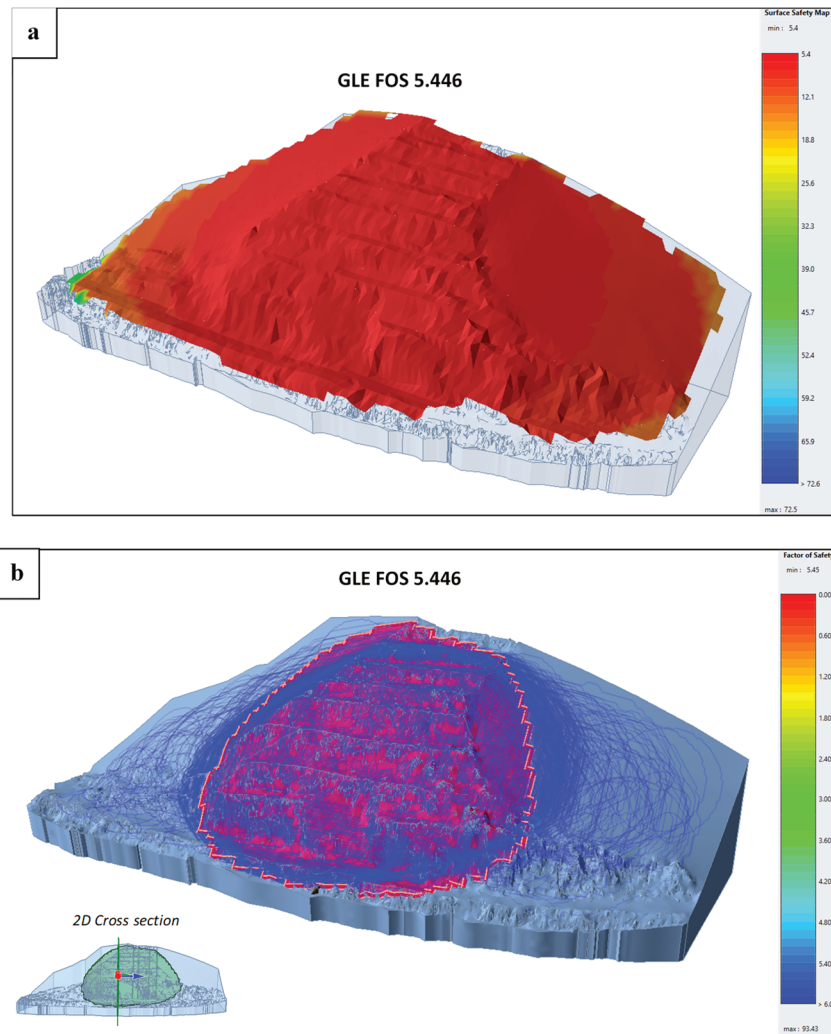 a
Surface Safety Map
min : 5.4
GLE FOS 5.446
5.4
12.1
18.8
25.6
32.3
39.0
45.7
52.4
59.2
65.9
> 72.6
max : 72.5
b
Factor of Safety
min : 5.45
GLE FOS 5.446
0.00
0.60
1.20
1.80
2.40
3.00
3.60
4.20
4.80
5.40
> 6.0
max : 93.43
2D Cross section